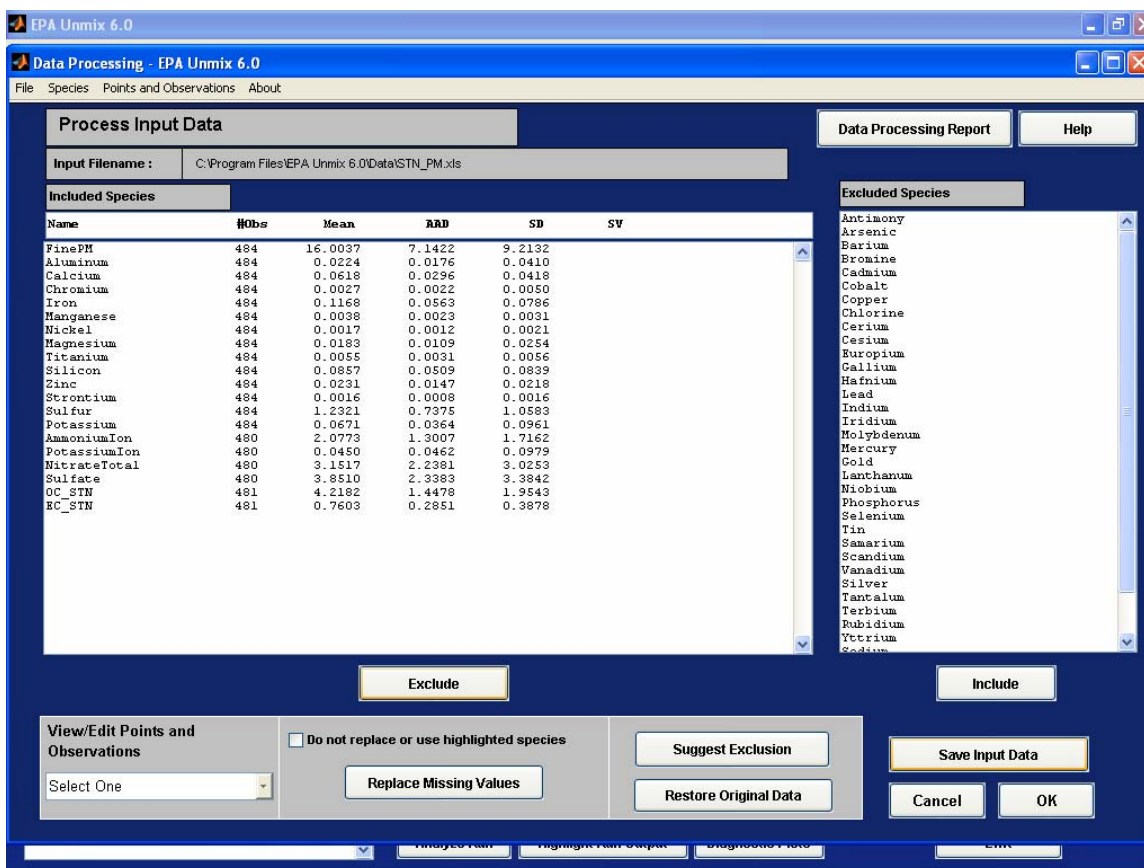 EPA Unmix 6.0
Data Processing - EPA Unmix 6.0
File Species Points and Observations About
Process Input Data
Data Processing Report Help
Input Filename : C:\Program Files\EPA Unmix 6.0\Data\STN_PM.xls
Included Species
Name #Obs Mean AAD SD SV
FinePM 484 16.0037 7.1422 9.2132
Aluminum 484 0.0224 0.0176 0.0410
Calcium 484 0.0618 0.0296 0.0418
Chromium 484 0.0027 0.0022 0.0050
Iron 484 0.1168 0.0563 0.0786
Manganese 484 0.0038 0.0023 0.0031
Nickel 484 0.0017 0.0012 0.0021
Magnesium 484 0.0183 0.0109 0.0254
Titanium 484 0.0055 0.0031 0.0056
Silicon 484 0.0857 0.0509 0.0839
Zinc 484 0.0231 0.0147 0.0218
Strontium 484 0.0016 0.0008 0.0016
Sulfur 484 1.2321 0.7375 1.0583
Potassium 484 0.0671 0.0364 0.0961
AmmoniumIon 480 2.0773 1.3007 1.7162
PotassiumIon 480 0.0450 0.0462 0.0979
NitrateTotal 480 3.1517 2.2381 3.0253
Sulfate 480 3.8510 2.3383 3.3842
OC_STN 481 4.2182 1.4478 1.9543
EC_STN 481 0.7603 0.2851 0.3878
Excluded Species
Antimony
Arsenic
Barium
Bromine
Cadmium
Cobalt
Copper
Chlorine
Cerium
Cesium
Europium
Gallium
Hafnium
Lead
Indium
Iridium
Molybdenum
Mercury
Gold
Lanthanum
Niobium
Phosphorus
Selenium
Tin
Samarium
Scandium
Vanadium
Silver
Tantalum
Terbium
Rubidium
Yttrium
Sodium
Exclude
Include
View/Edit Points and
Observations
Select One
Do not replace or use highlighted species
Replace Missing Values
Suggest Exclusion
Restore Original Data
Save Input Data
Cancel OK